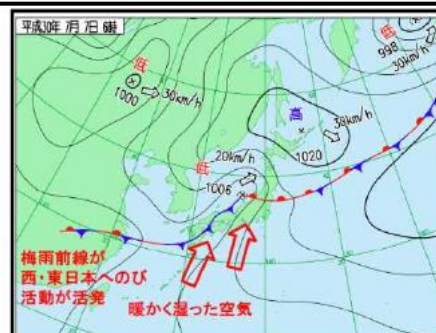 平成30年 7月 7日 6時
低
998
30km/h
低
1000
30km/h
高
30km/h
1020
低
20km/h
1006
梅雨前線が
西・東日本へのび
活動が活発
暖かく湿った空気